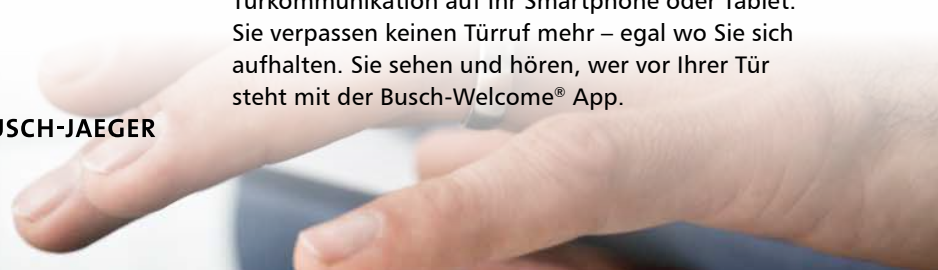 Türkommunikation auf Ihr Smartphone oder Tablet.
Sie verpassen keinen Türruf mehr – egal wo Sie sich
aufhalten. Sie sehen und hören, wer vor Ihrer Tür
steht mit der Busch-Welcome® App.
USCH-JAEGER